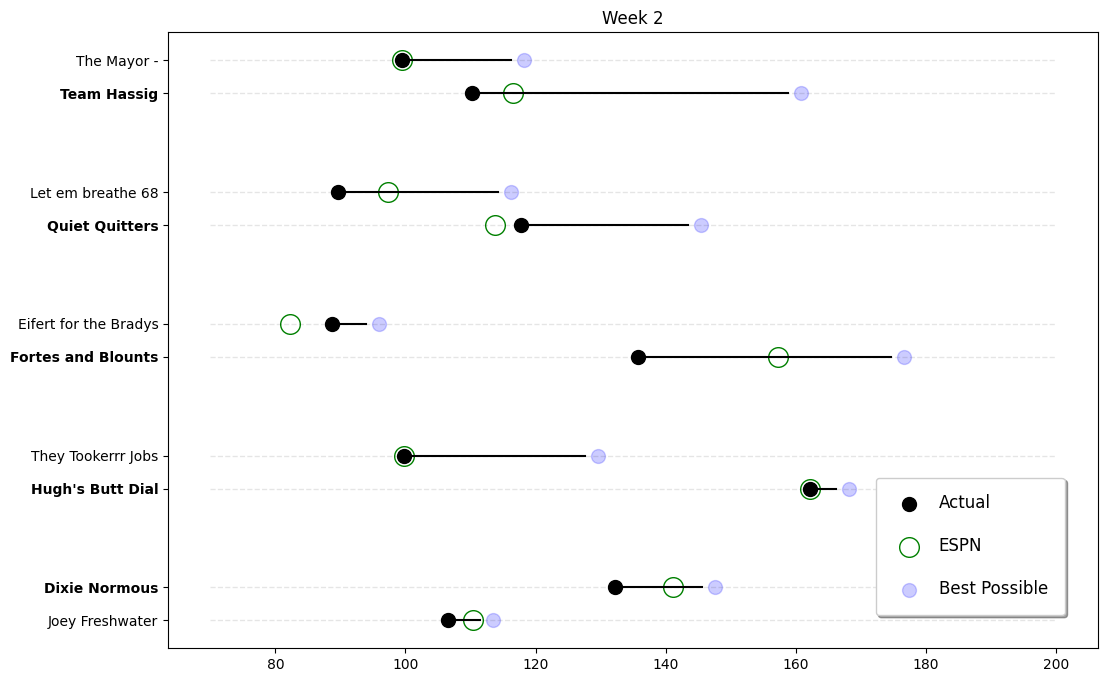 Week 2
The Mayor -
Team Hassig
Let em breathe 68
Quiet Quitters
Eifert for the Bradys
Fortes and Blounts
They Tookerrr Jobs
Hugh's Butt Dial
Dixie Normous
Joey Freshwater
Actual
ESPN
Best Possible
80 100 120 140 160 180 200